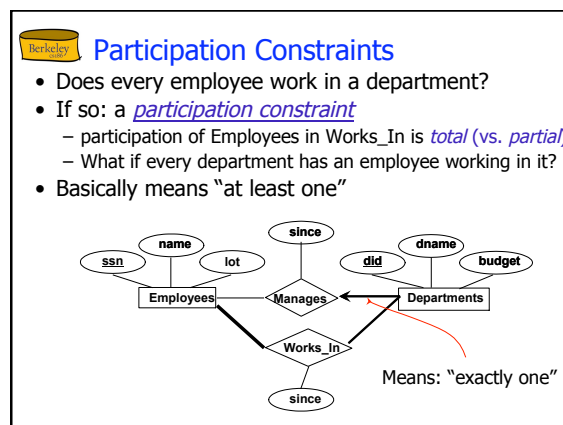 Berkeley
cs186
Participation Constraints
• Does every employee work in a department?
• If so: a participation constraint
– participation of Employees in Works_In is total (vs. partial)
– What if every department has an employee working in it?
• Basically means “at least one”
since
name
dname
ssn
lot
did
budget
Employees
Manages
Departments
Works_In
Means: “exactly one”
since